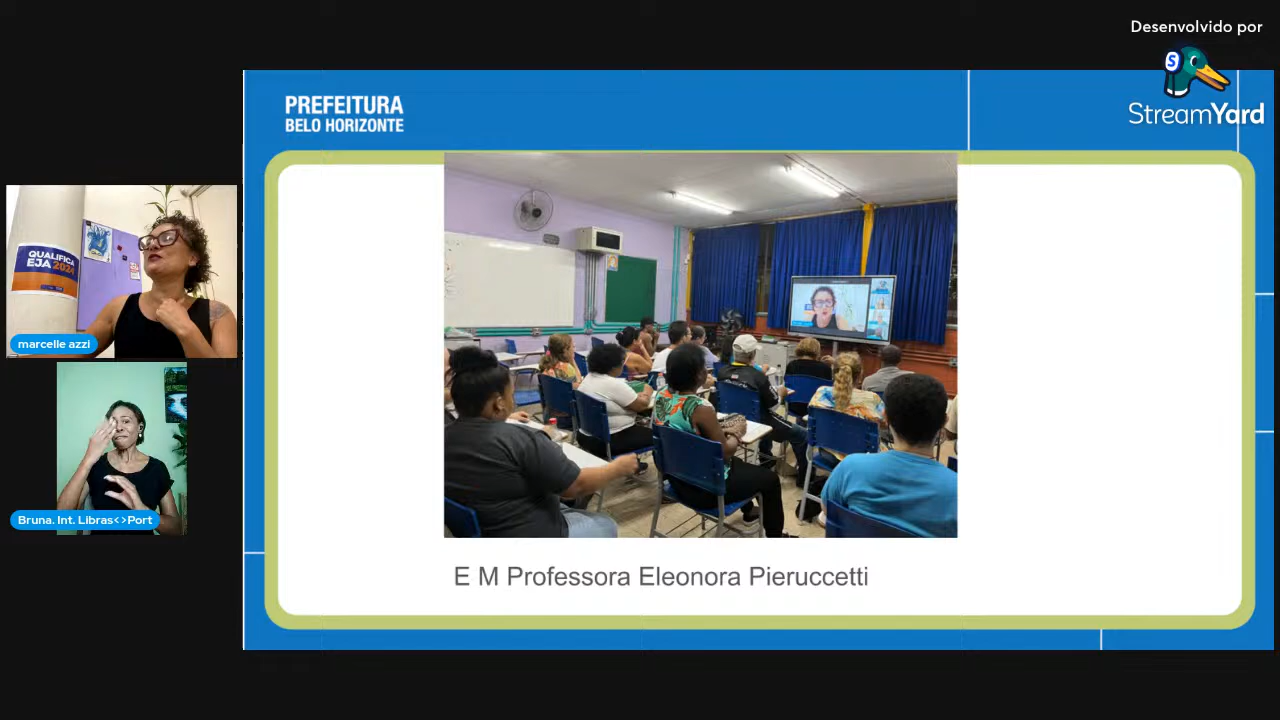 Desenvolvido por
StreamYard
PREFEITURA
BELO HORIZONTE
QUALIFICA
EJA 2024
marcelle azzi
Bruna. Int. Libras<>Port
E M Professora Eleonora Pieruccetti